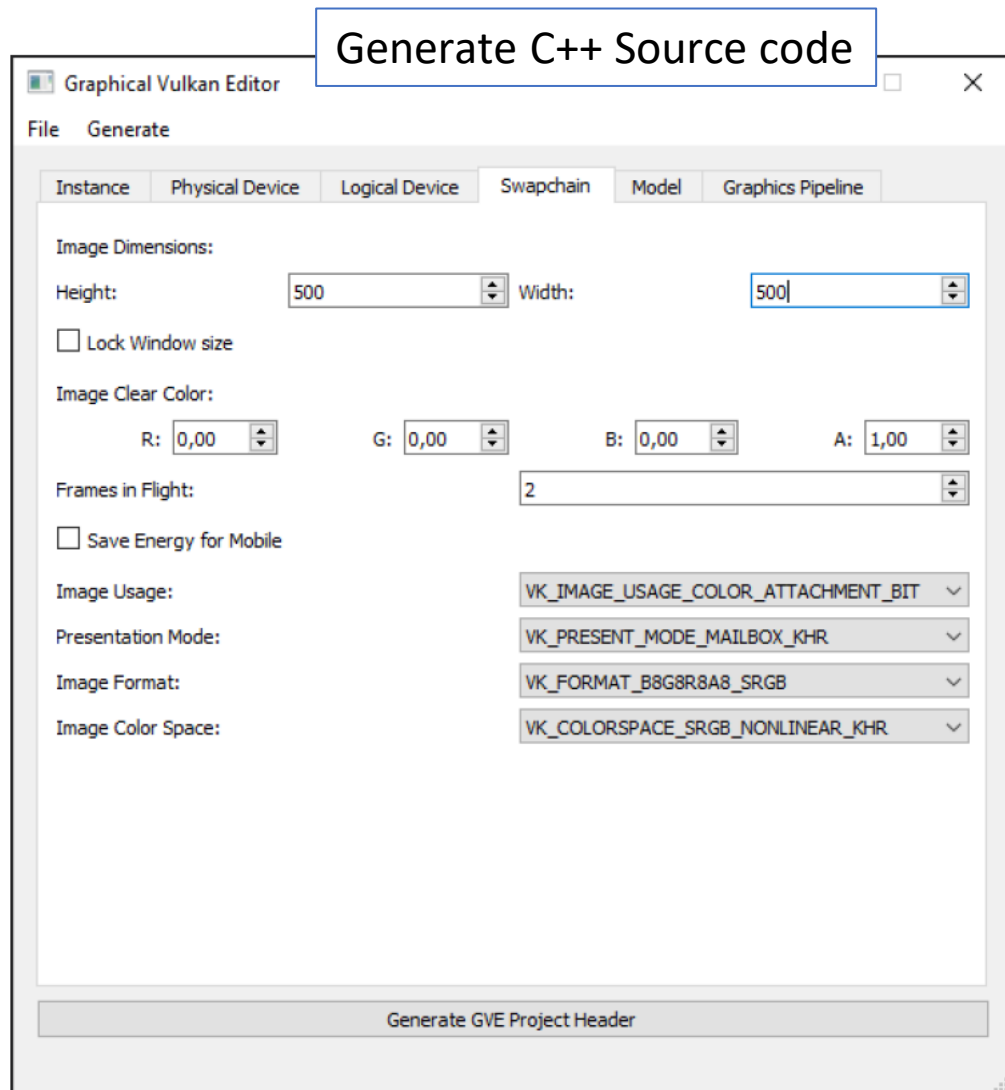 Generate C++ Source code
Graphical Vulkan Editor
File Generate
Instance Physical Device Logical Device Swapchain Model Graphics Pipeline
Image Dimensions:
Height: 500 Width: 500
Lock Window size
Image Clear Color:
R: 0,00 G: 0,00 B: 0,00 A: 1,00
Frames in Flight: 2
Save Energy for Mobile
Image Usage: VK_IMAGE_USAGE_COLOR_ATTACHMENT_BIT
Presentation Mode: VK_PRESENT_MODE_MAILBOX_KHR
Image Format: VK_FORMAT_B8G8R8A8_SRGB
Image Color Space: VK_COLORSPACE_SRGB_NONLINEAR_KHR
Generate GVE Project Header